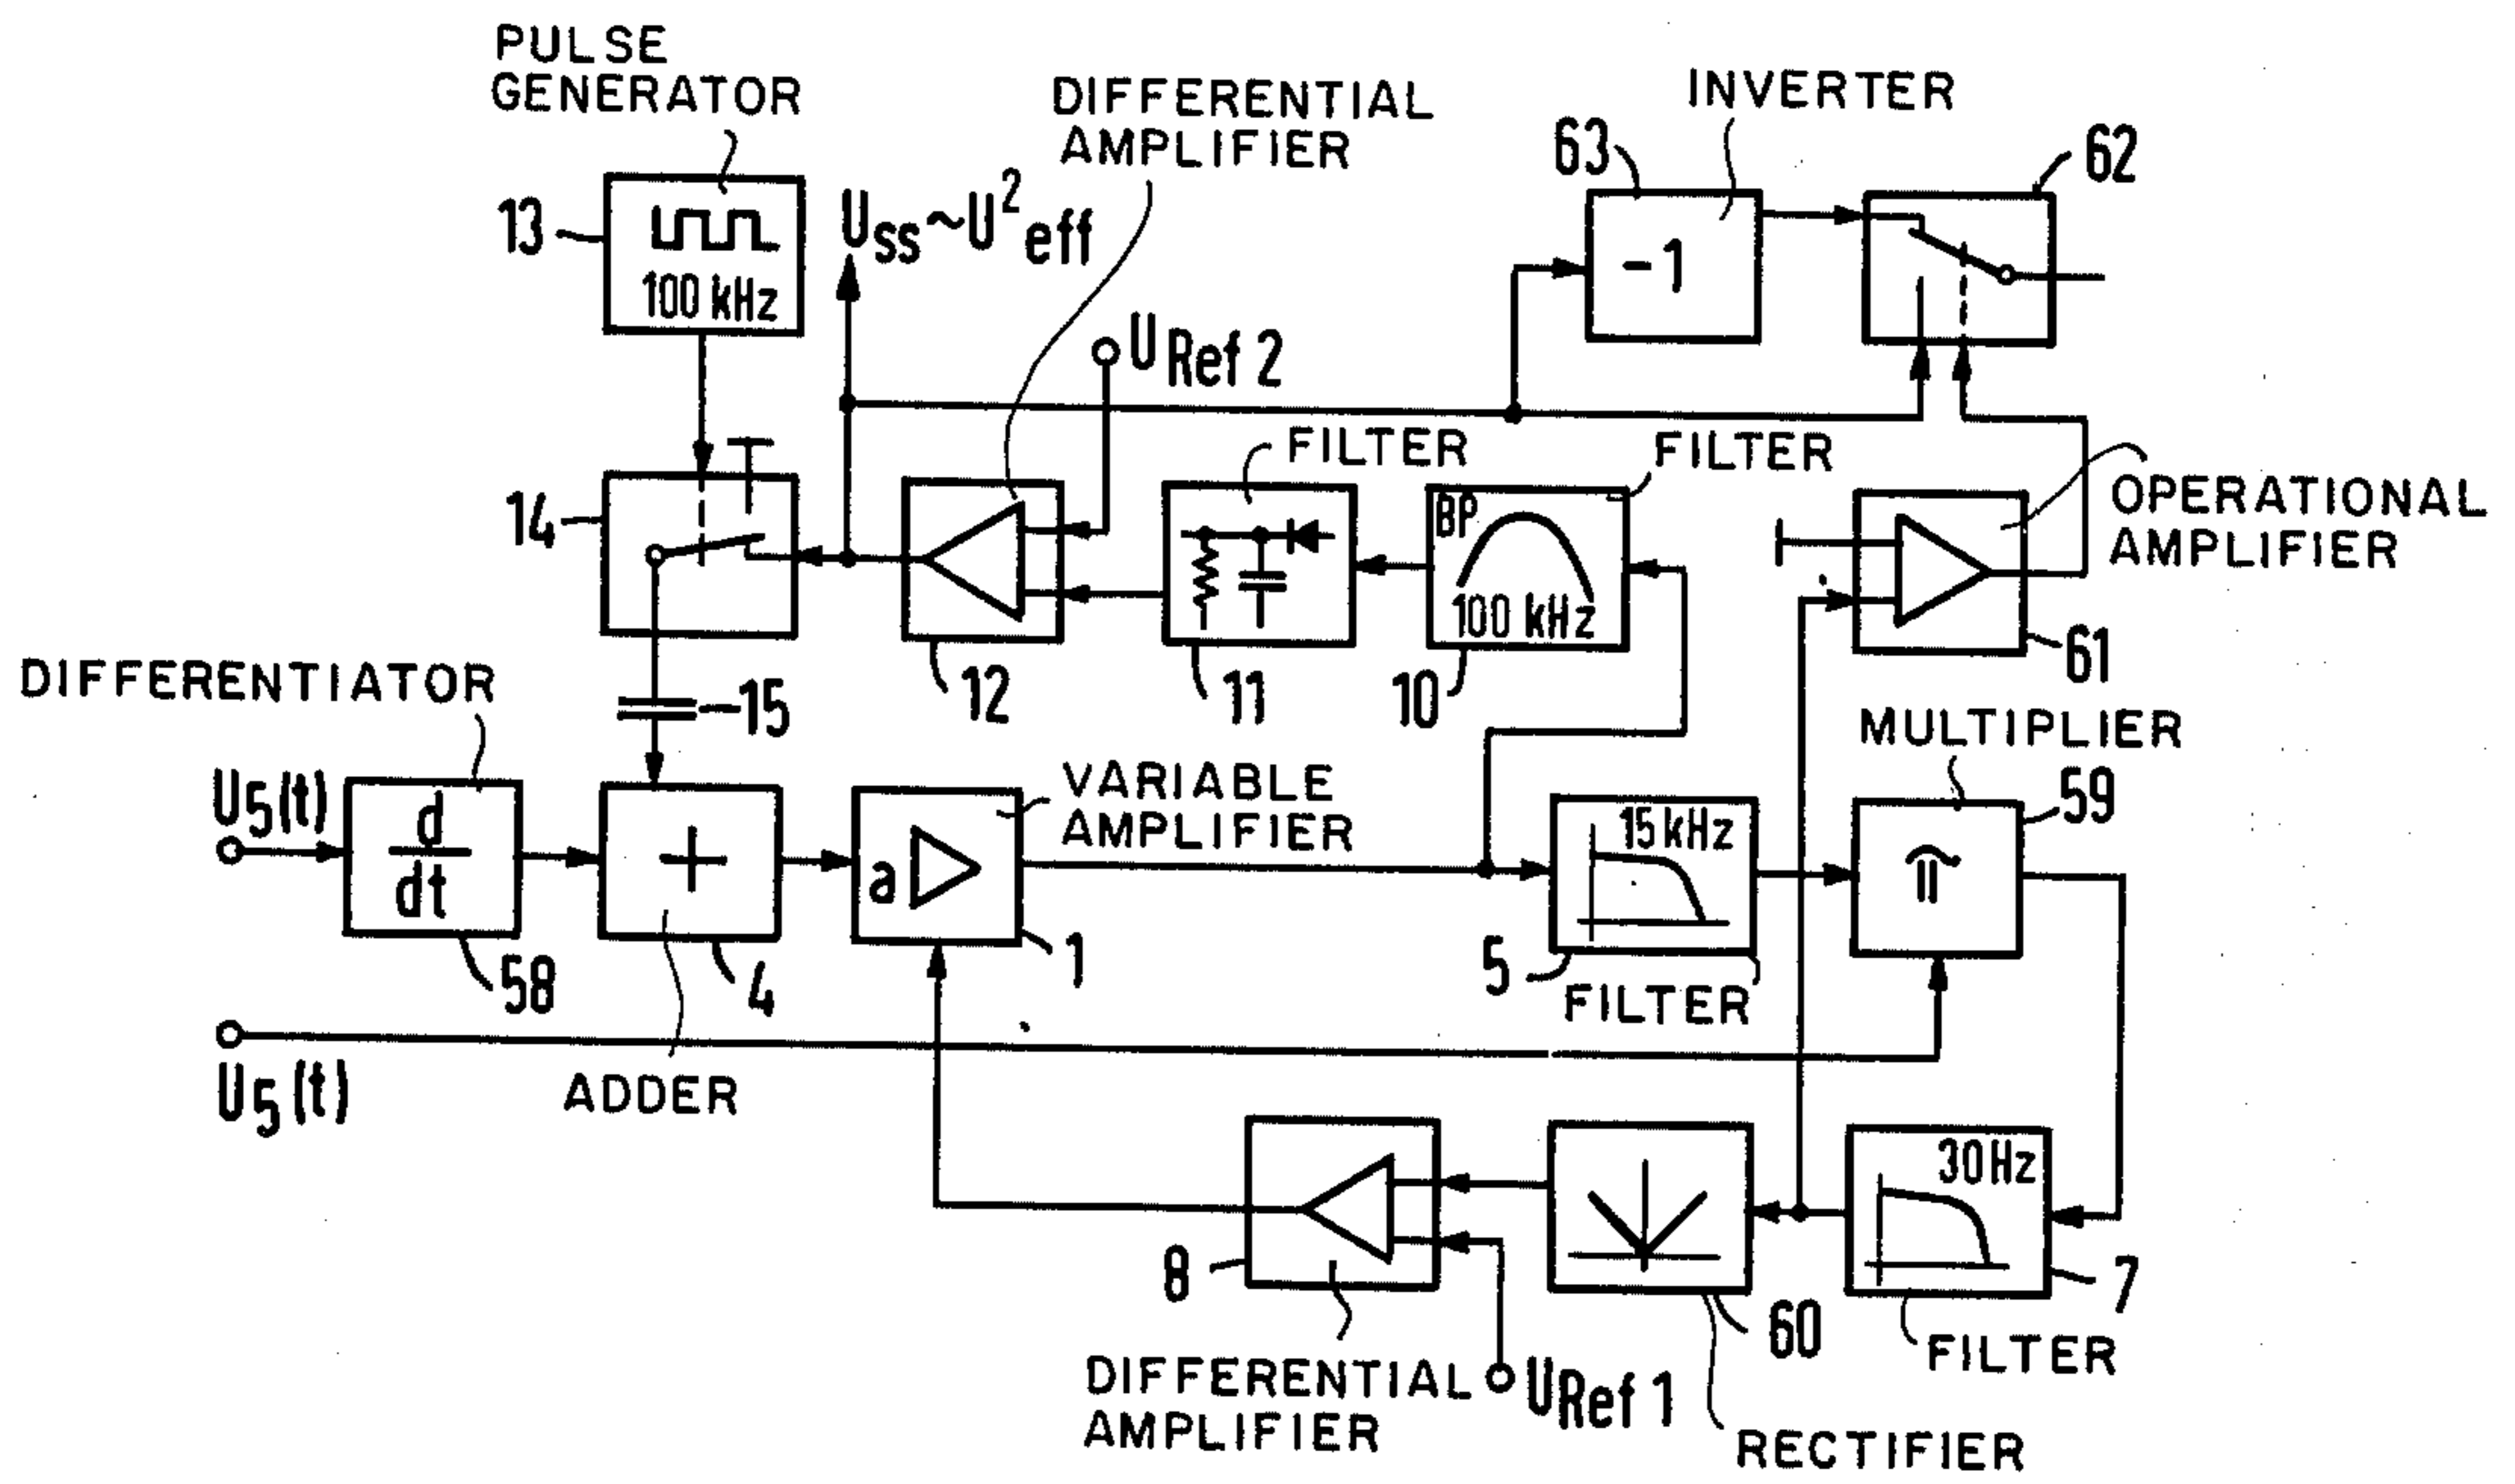 PULSE
GENERATOR
DIFFERENTIAL
AMPLIFIER
INVERTER
63
62
13
100 kHz
Uss~U²eff
-1
URef 2
FILTER
FILTER
14
BP
100 kHz
OPERATIONAL
AMPLIFIER
12
11
10
61
DIFFERENTIATOR
15
MULTIPLIER
59
U5(t)
d
dt
+
a
VARIABLE
AMPLIFIER
15 kHz
π
58
4
1
5
FILTER
U5(t)
ADDER
30Hz
8
7
60
FILTER
DIFFERENTIAL
AMPLIFIER
URef 1
RECTIFIER